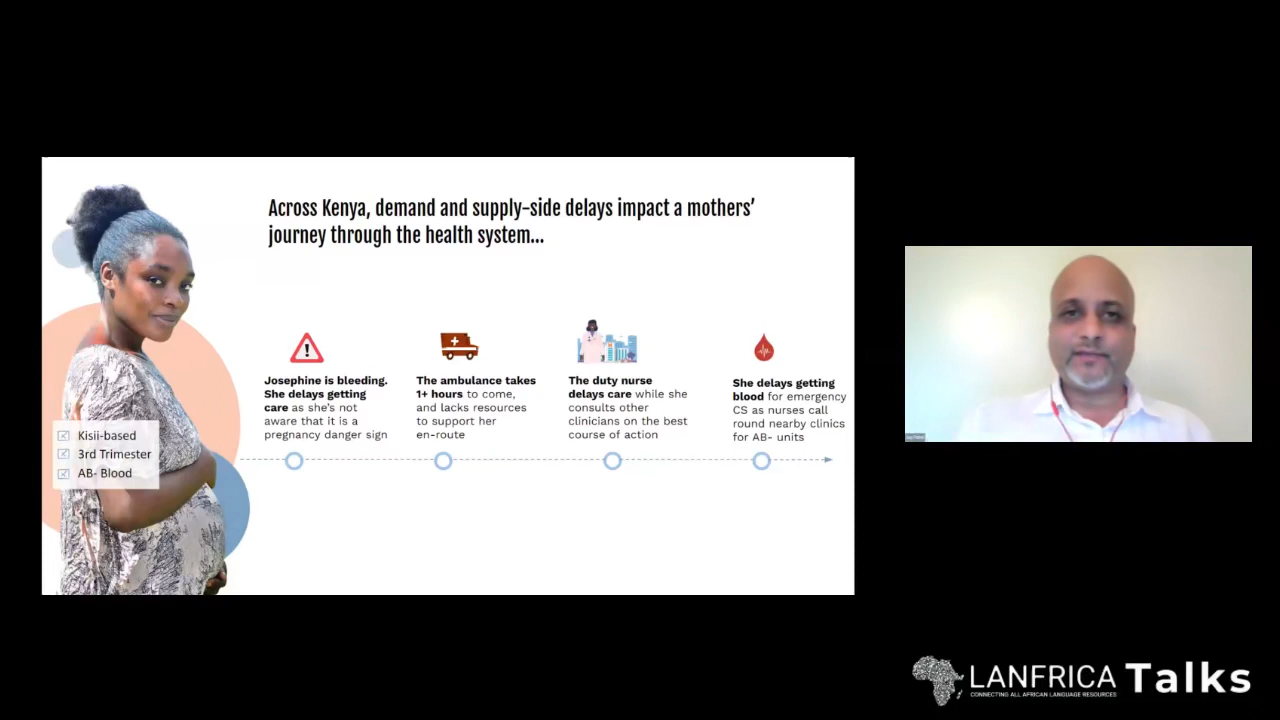 Across Kenya, demand and supply-side delays impact a mothers'
journey through the health system...
Josephine is bleeding.
She delays getting
care as she's not
aware that it is a
pregnancy danger sign
The ambulance takes
1+ hours to come,
and lacks resources
to support her
en-route
The duty nurse
delays care while she
consults other
clinicians on the best
course of action
She delays getting
blood for emergency
CS as nurses call
round nearby clinics
for AB- units
Kisii-based
3rd Trimester
AB- Blood
LANFRICA Talks
CONNECTING ALL AFRICAN LANGUAGE RESOURCES